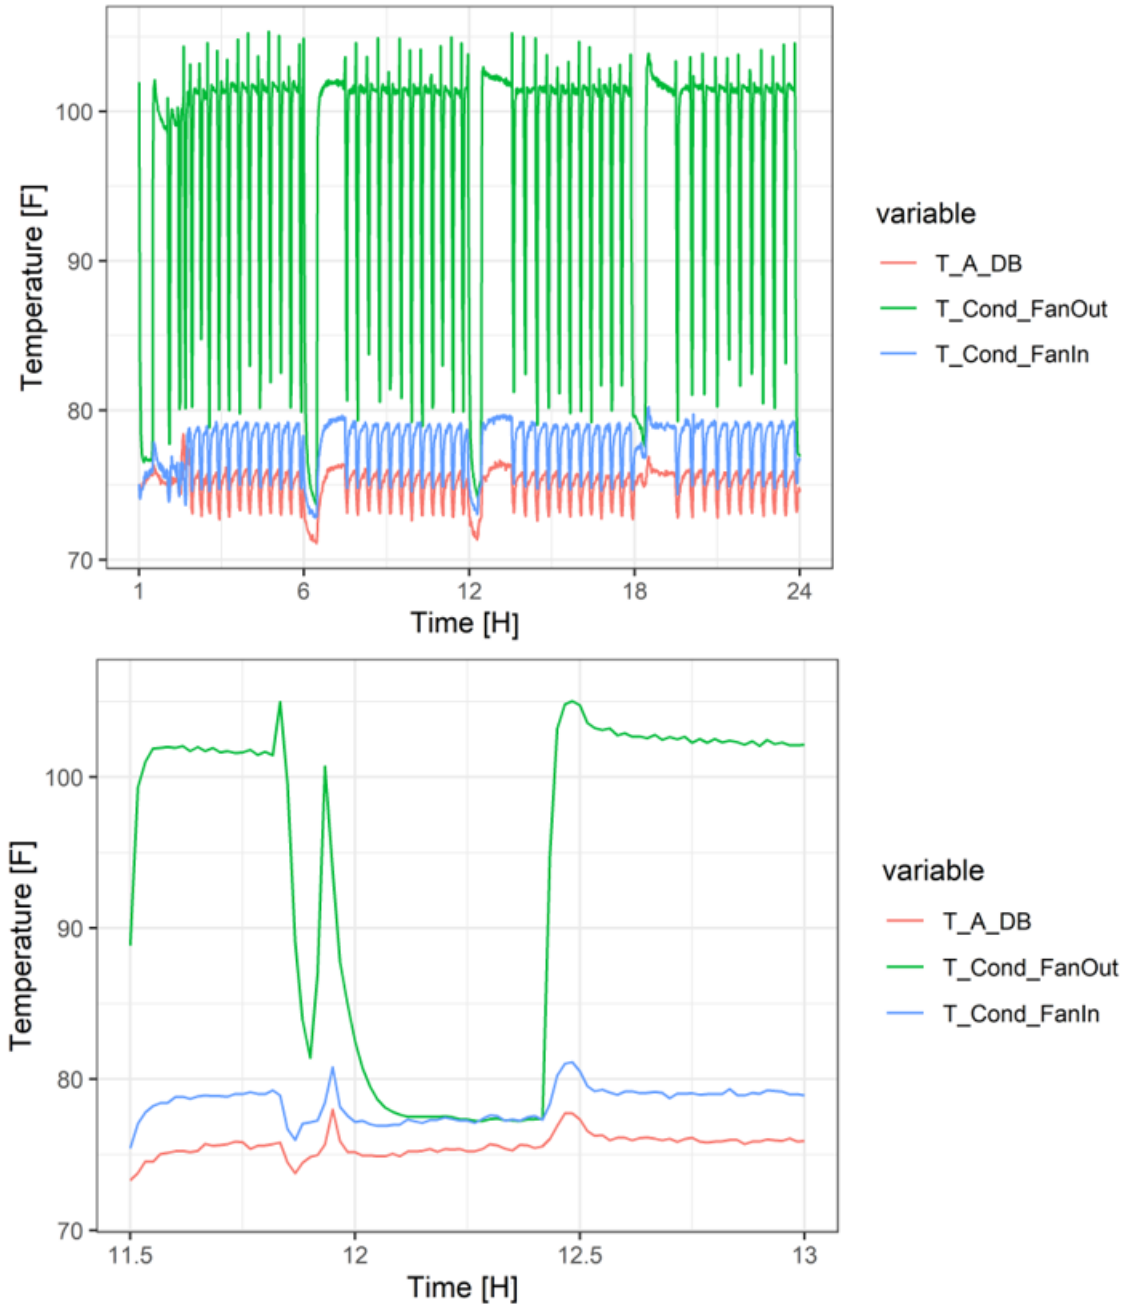 100
90
80
70
Temperature [F]
1
6
12
18
24
Time [H]
variable
T_A_DB
T_Cond_FanOut
T_Cond_FanIn
100
90
80
70
Temperature [F]
11.5
12
12.5
13
Time [H]
variable
T_A_DB
T_Cond_FanOut
T_Cond_FanIn